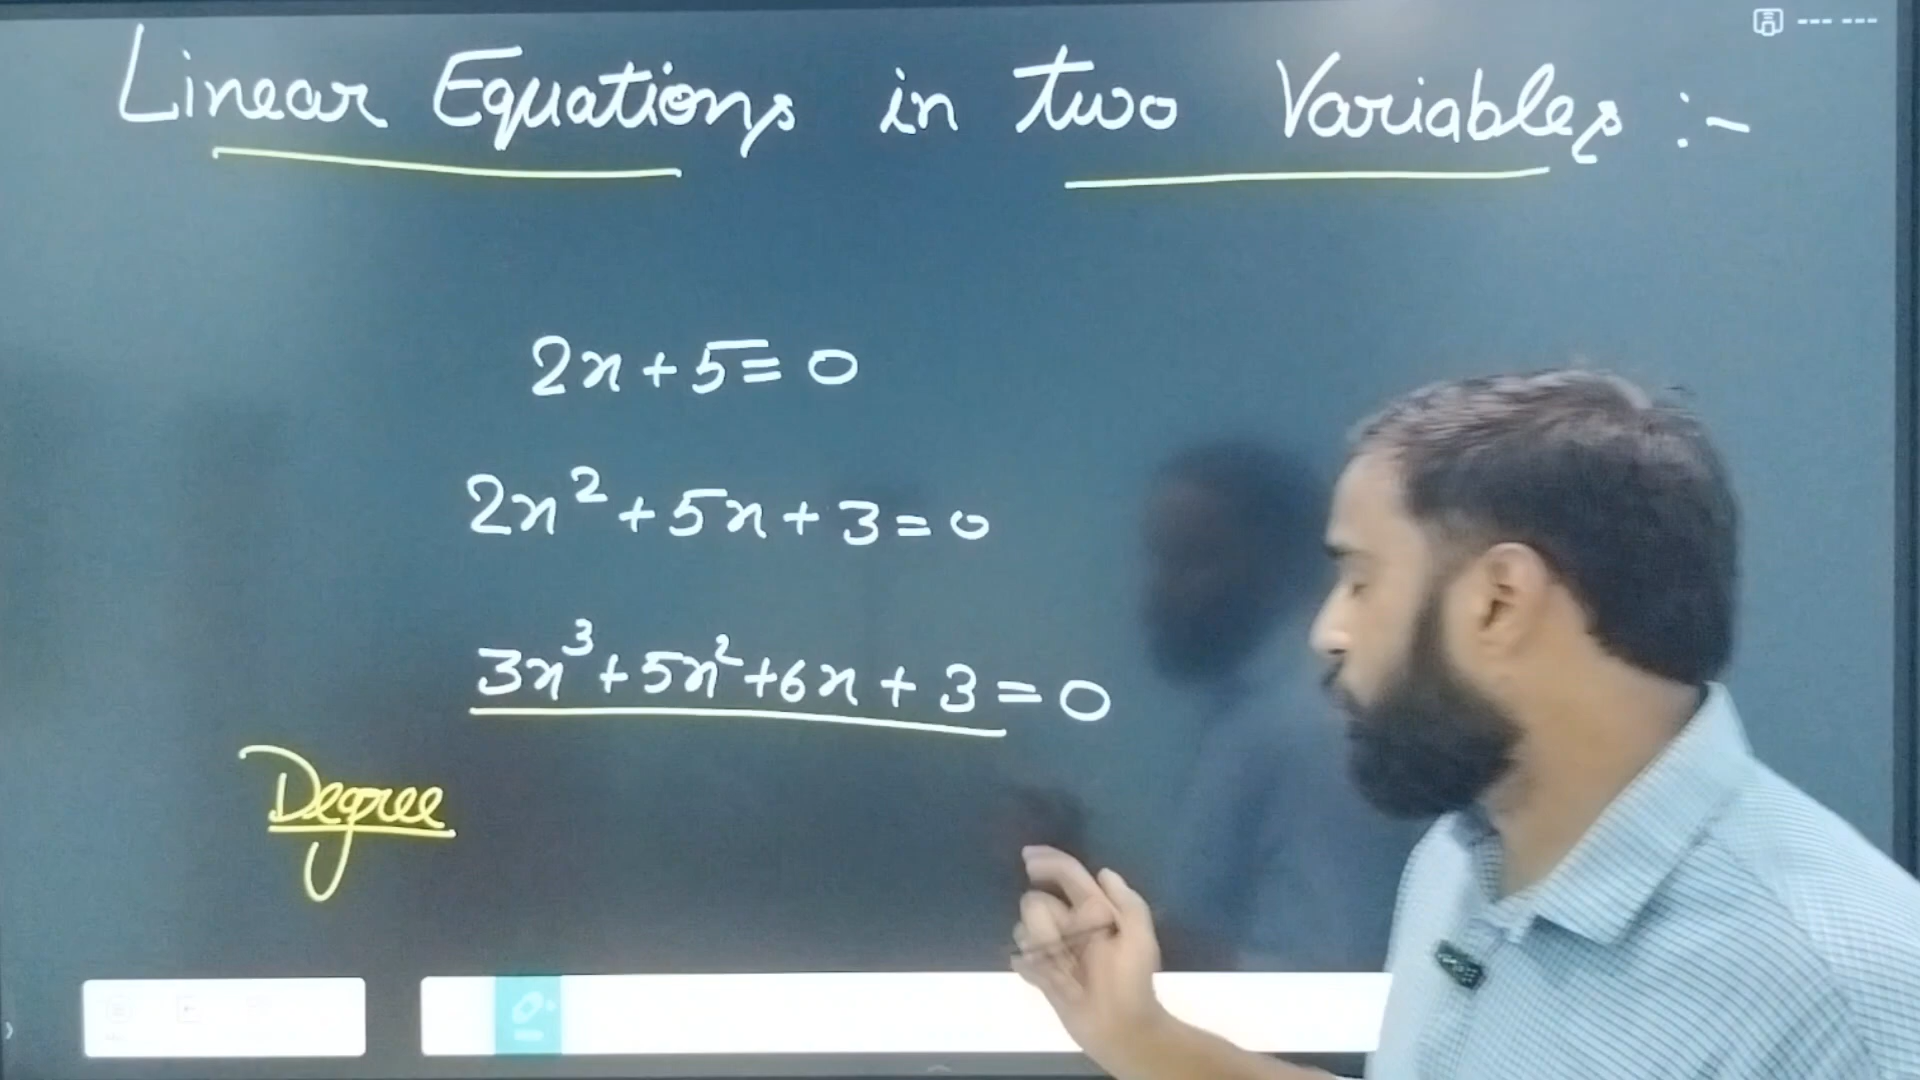 Linear Equations in two Variables :-
2x + 5 = 0
2x² + 5x + 3 = 0
3x³ + 5x² + 6x + 3 = 0
Degree